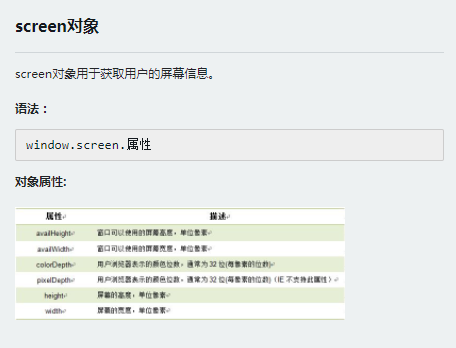 screen对象
screen对象用于获取用户的屏幕信息。
语法：
window.screen.属性
对象属性:
属性 描述
availHeight 窗口可以使用的屏幕高度，单位像素
availWidth 窗口可以使用的屏幕宽度，单位像素
colorDepth 用户浏览器表示的颜色位数，通常为32位(每像素的位数)
pixelDepth 用户浏览器表示的颜色位数，通常为32位(每像素的位数)（IE不支持此属性）
height 屏幕的高度，单位像素
width 屏幕的宽度，单位像素